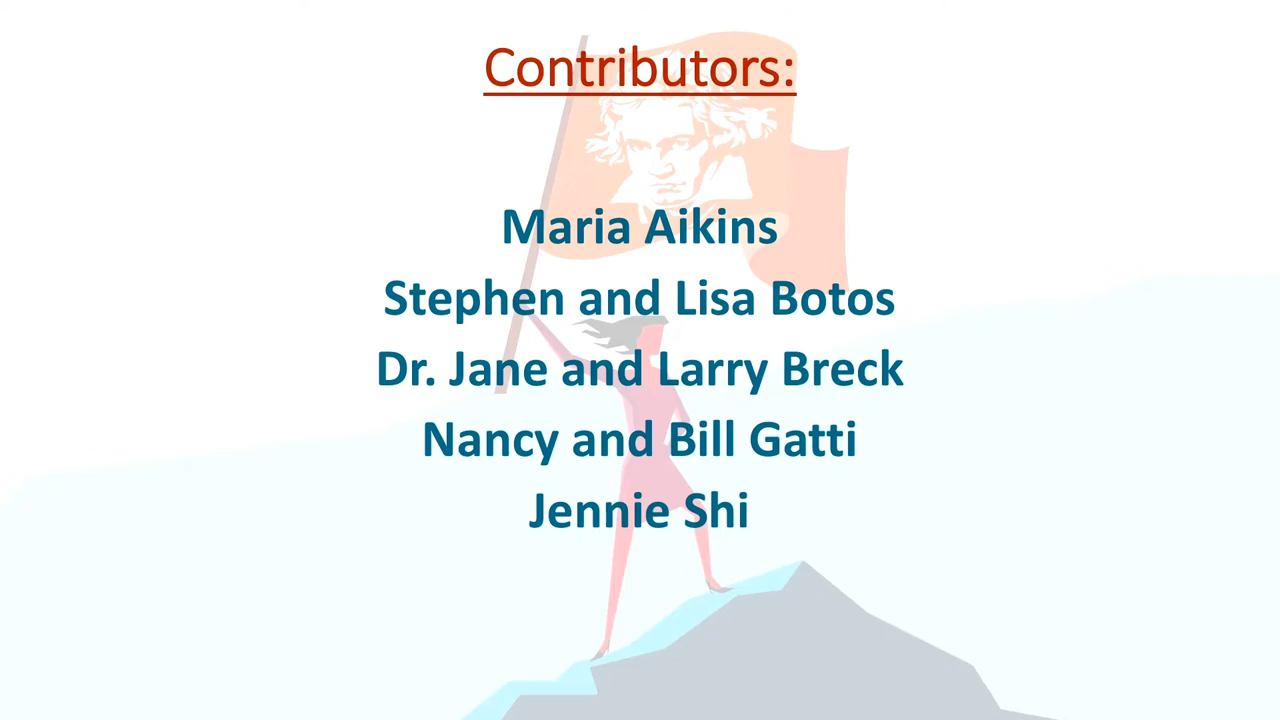 Contributors:
Maria Aikins
Stephen and Lisa Botos
Dr. Jane and Larry Breck
Nancy and Bill Gatti
Jennie Shi